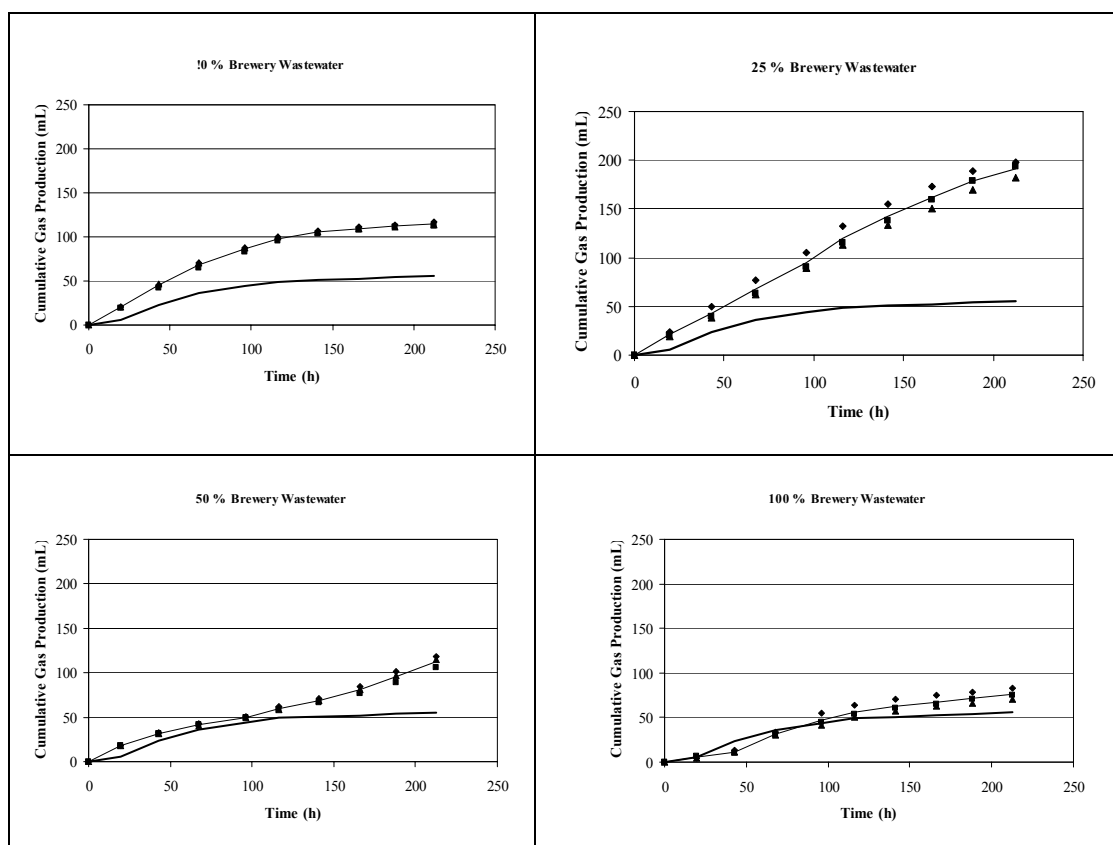 !0 % Brewery Wastewater
Cumulative Gas Production (mL)
250
200
150
100
50
0
0 50 100 150 200 250
Time (h)
25 % Brewery Wastewater
Cumulative Gas Production (mL)
250
200
150
100
50
0
0 50 100 150 200 250
Time (h)
50 % Brewery Wastewater
Cumulative Gas Production (mL)
250
200
150
100
50
0
0 50 100 150 200 250
Time (h)
100 % Brewery Wastewater
Cumulative Gas Production (mL)
250
200
150
100
50
0
0 50 100 150 200 250
Time (h)